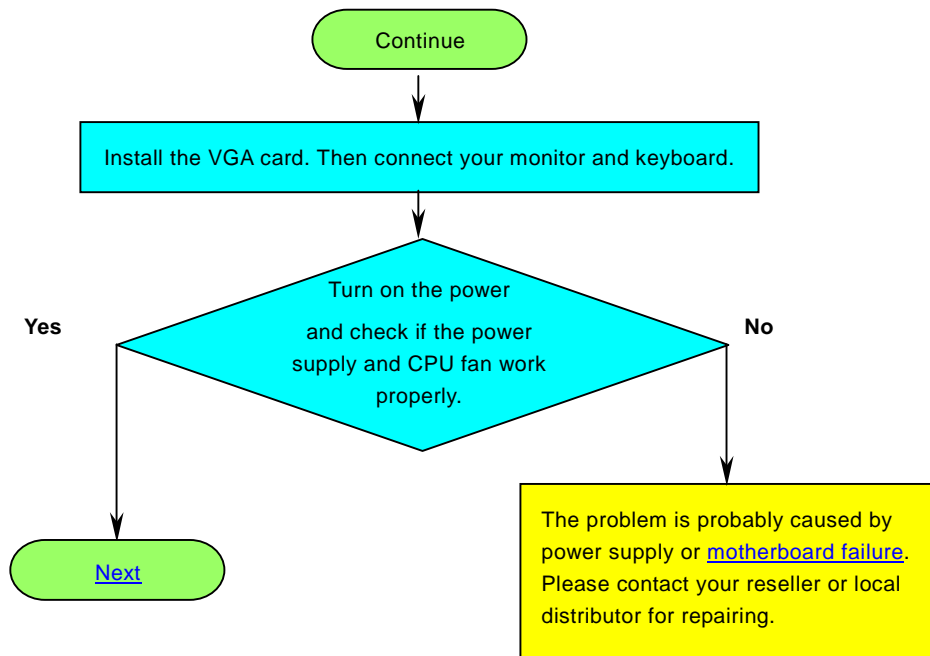 Continue
Install the VGA card. Then connect your monitor and keyboard.
Turn on the power
and check if the power
supply and CPU fan work
properly.
Yes
No
Next
The problem is probably caused by
power supply or motherboard failure.
Please contact your reseller or local
distributor for repairing.